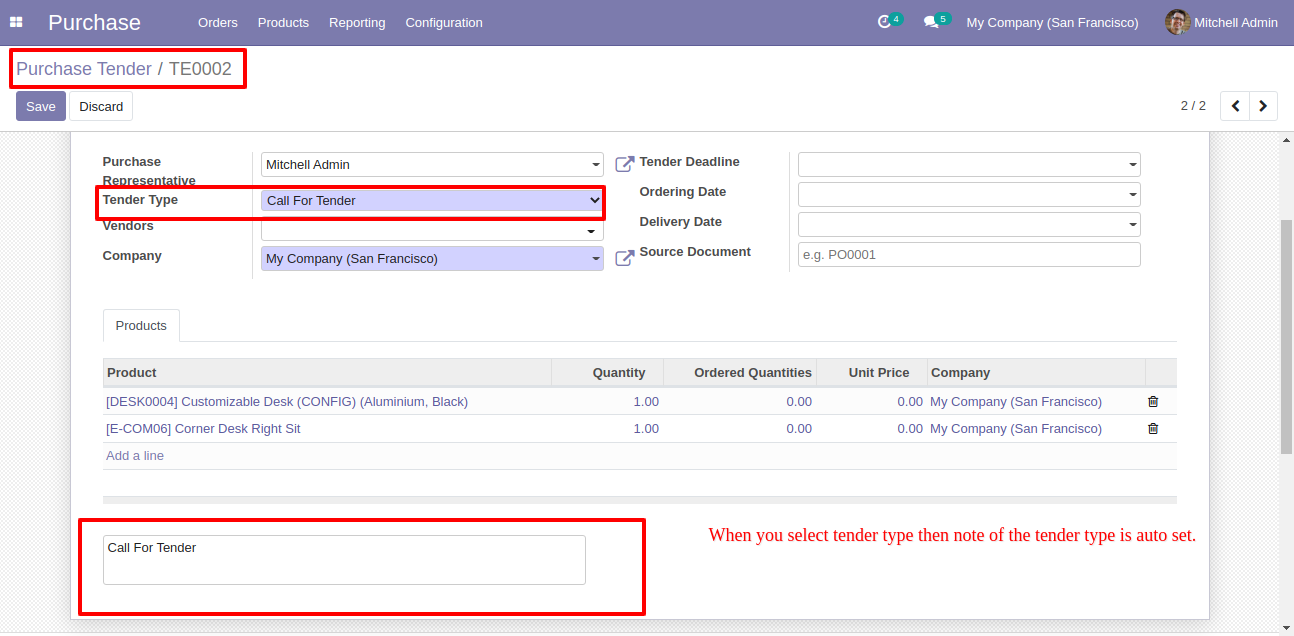 Purchase Orders Products Reporting Configuration 4 5 My Company (San Francisco) Mitchell Admin
Purchase Tender / TE0002
Save Discard 2 / 2
Purchase Representative Mitchell Admin Tender Deadline
Tender Type Call For Tender Ordering Date
Vendors Delivery Date
Company My Company (San Francisco) Source Document e.g. PO0001
Products
Product Quantity Ordered Quantities Unit Price Company
[DESK0004] Customizable Desk (CONFIG) (Aluminium, Black) 1.00 0.00 0.00 My Company (San Francisco)
[E-COM06] Corner Desk Right Sit 1.00 0.00 0.00 My Company (San Francisco)
Add a line
When you select tender type then note of the tender type is auto set.
Call For Tender